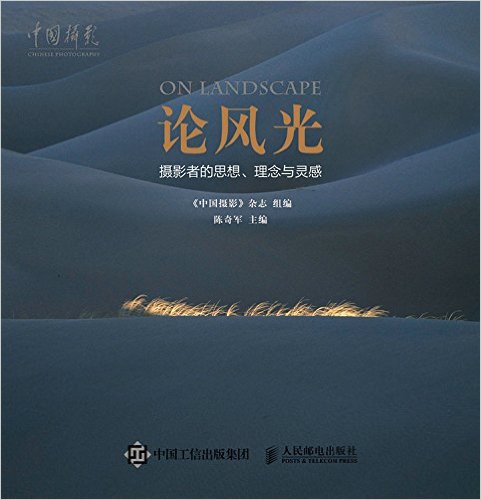 中国摄影
CHINESE PHOTOGRAPHY
ON LANDSCAPE
论风光
摄影者的思想、理念与灵感
《中国摄影》杂志 组编
陈奇军 主编
中国工信出版集团
人民邮电出版社
POSTS & TELECOM PRESS